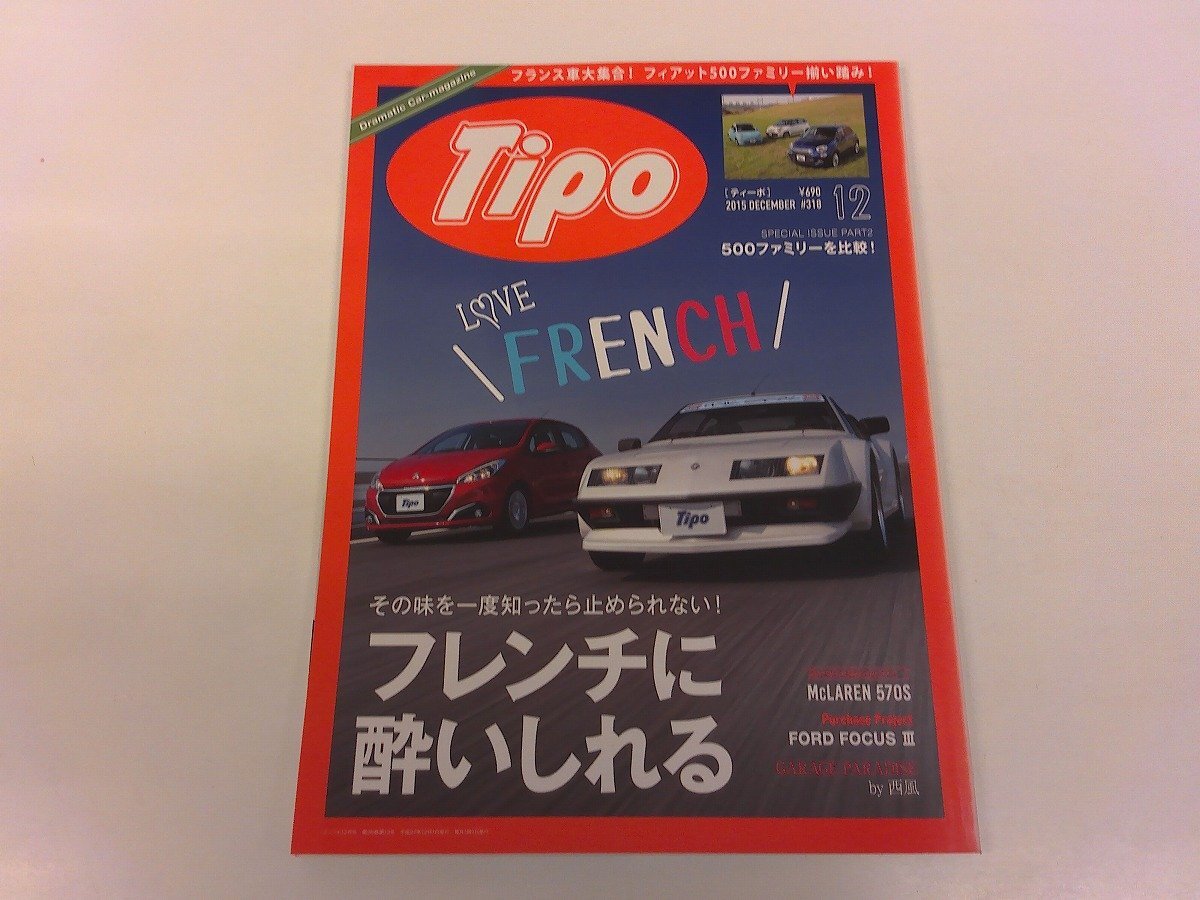 Dramatic Car-magazine
フランス車大集合！ フィアット500ファミリー揃い踏み！
Tipo
［ティーポ］ ¥690
2015 DECEMBER #318 12
SPECIAL ISSUE PART2
500ファミリーを比較！
LOVE
\FRENCH/
Tipo
Tipo
その味を一度知ったら止められない！
フレンチに
酔いしれる
McLAREN 570S
Purchase Project
FORD FOCUS III
GARAGE PARADISE
by 西風